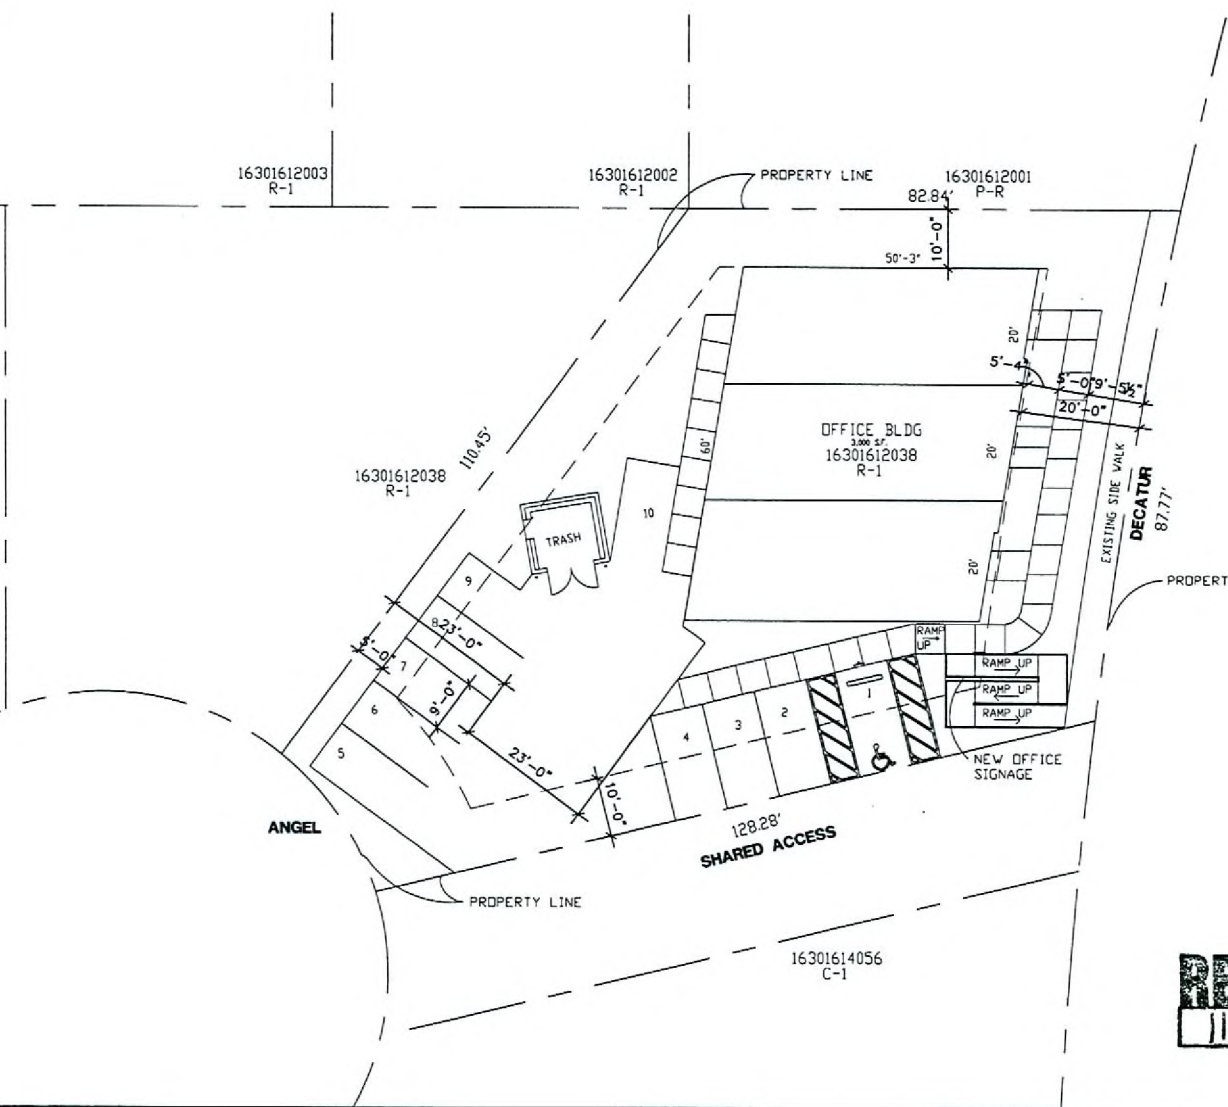 16301612003
R-1
16301612002
R-1
PROPERTY LINE
16301612001
P-R
82.84'
10'-0"
50'-3"
20'
5'-4"
5'-0"
9'-5½"
20'-0"
OFFICE BLDG
3,000 S.F.
16301612038
R-1
60'
20'
110.45'
16301612038
R-1
EXISTING SIDE WALK
DECATUR
87.77'
10
TRASH
20'
9
PROPERT
8
23'-0"
5'-0"
7
RAMP
UP
RAMP UP
RAMP UP
RAMP UP
9'-0"
6
1
2
3
4
5
23'-0"
NEW OFFICE
SIGNAGE
10'-0"
ANGEL
128.28'
SHARED ACCESS
PROPERTY LINE
16301614056
C-1
RE
11